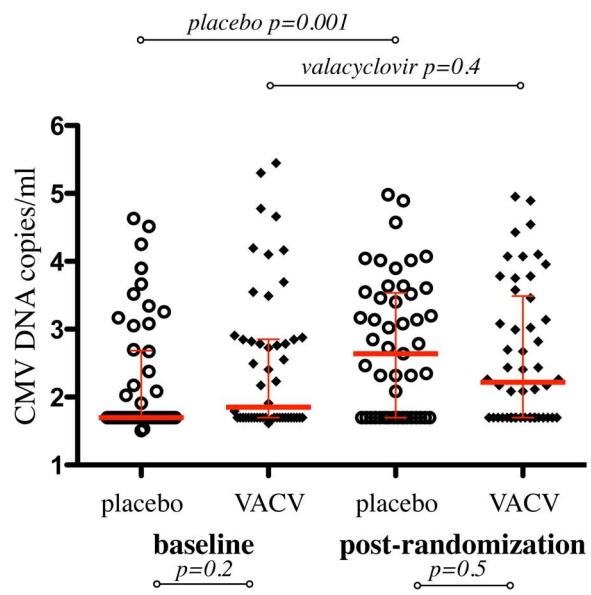 placebo p=0.001
valacyclovir p=0.4
CMV DNA copies/ml
6
5
4
3
2
1
placebo VACV placebo VACV
baseline post-randomization
p=0.2 p=0.5